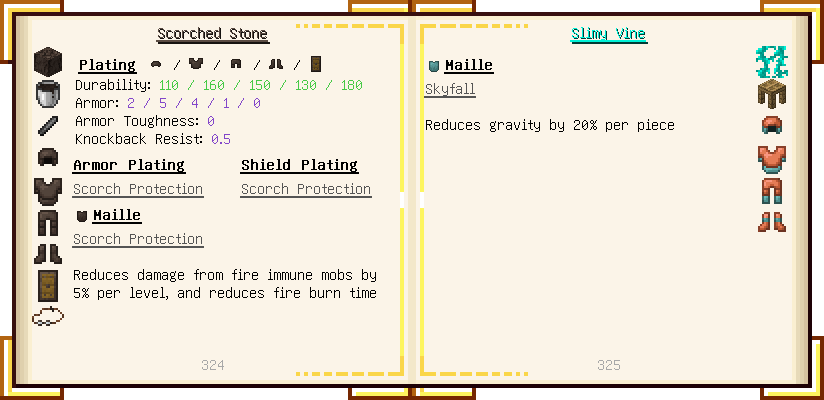 Scorched Stone
Plating / / / /
Durability: 110 / 160 / 150 / 130 / 180
Armor: 2 / 5 / 4 / 1 / 0
Armor Toughness: 0
Knockback Resist: 0.5
Armor Plating Shield Plating
Scorch Protection Scorch Protection
Maille
Scorch Protection
Reduces damage from fire immune mobs by
5% per level, and reduces fire burn time
324
Slimy Vine
Maille
Skyfall
Reduces gravity by 20% per piece
325